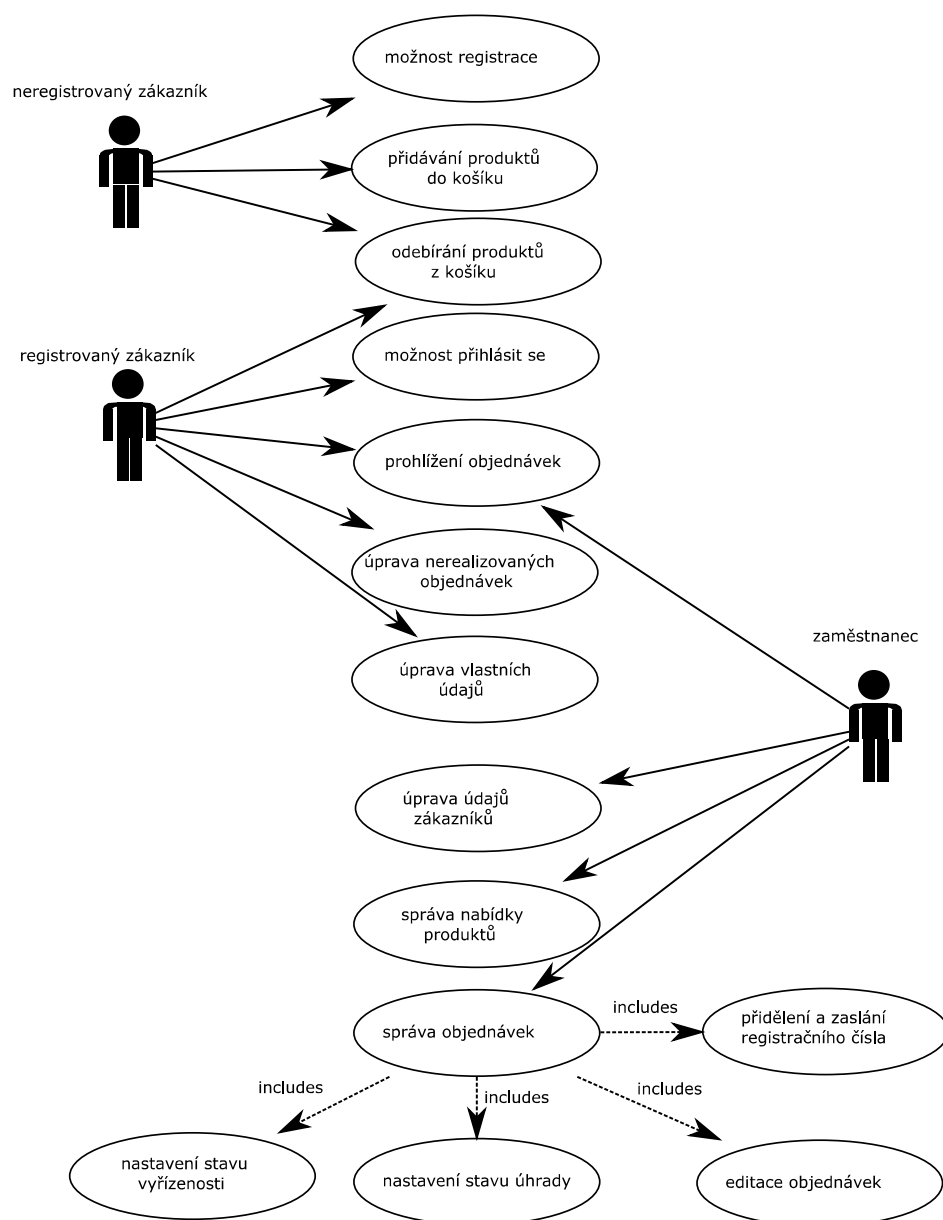 možnost registrace
neregistrovaný zákazník
přidávání produktů
do košíku
odebírání produktů
z košíku
registrovaný zákazník
možnost přihlásit se
prohlížení objednávek
úprava nerealizovaných
objednávek
zaměstnanec
úprava vlastních
údajů
úprava údajů
zákazníků
správa nabídky
produktů
správa objednávek
includes
přidělení a zaslání
registračního čísla
includes
includes
includes
nastavení stavu
vyřízenosti
nastavení stavu úhrady
editace objednávek